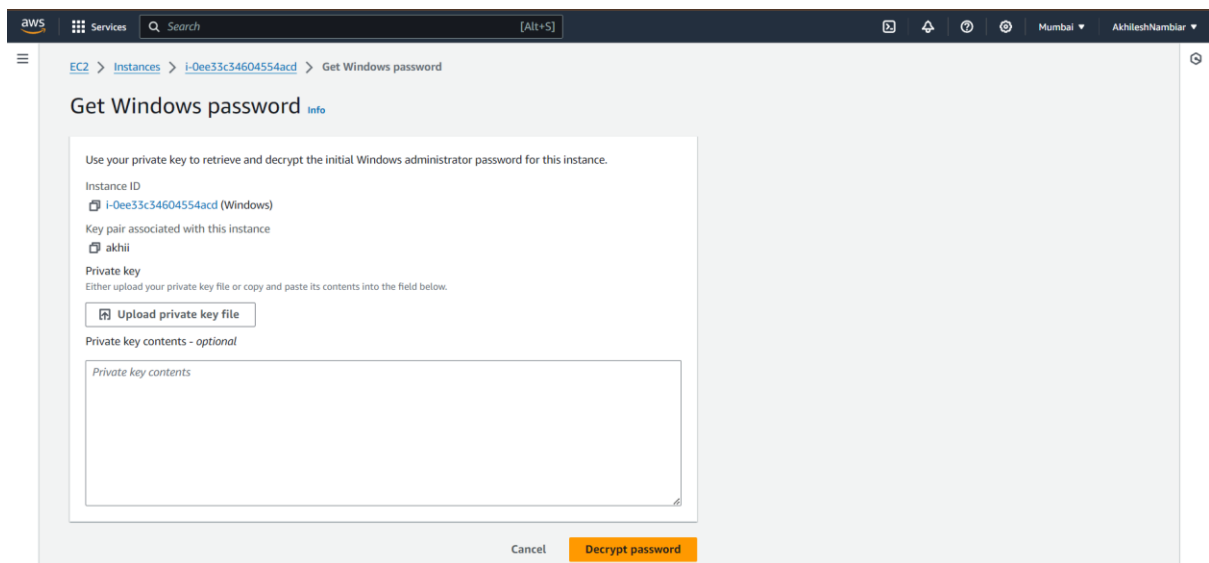 aws Services Search [Alt+S] Mumbai AkhileshNambiar
EC2 > Instances > i-0ee33c34604554acd > Get Windows password
Get Windows password Info
Use your private key to retrieve and decrypt the initial Windows administrator password for this instance.
Instance ID
i-0ee33c34604554acd (Windows)
Key pair associated with this instance
akhii
Private key
Either upload your private key file or copy and paste its contents into the field below.
Upload private key file
Private key contents - optional
Private key contents
Cancel Decrypt password